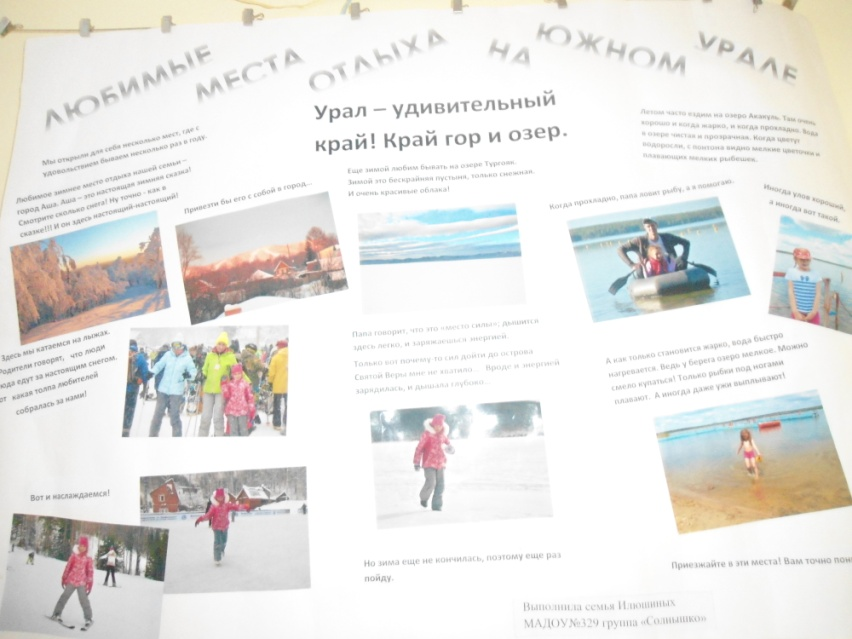 ЛЮБИМЫЕ МЕСТА ОТДЫХА НА ЮЖНОМ УРАЛЕ
Урал – удивительный
край! Край гор и озер.
Мы открыли для себя несколько мест, где с
удовольствием бываем несколько раз в году.
Любимое зимнее место отдыха нашей семьи –
город Аша. Аша – это настоящая зимняя сказка!
Смотрите сколько снега! Ну точно - как в
сказке!!! И он здесь настоящий-настоящий!
Привезти бы его с собой в город...
Здесь мы катаемся на лыжах.
Родители говорят, что люди
юда едут за настоящим снегом.
от какая толпа любителей
собралась за нами!
Вот и наслаждаемся!
Еще зимой любим бывать на озере Тургояк.
Зимой это бескрайняя пустыня, только снежная.
И очень красивые облака!
Папа говорит, что это «место силы»; дышится
здесь легко, и заряжаешься энергией.
Только вот почему-то сил дойти до острова
Святой Веры мне не хватило... Вроде и энергией
зарядилась, и дышала глубоко...
Но зима еще не кончилась, поэтому еще раз
пойду.
Летом часто ездим на озеро Акакуль. Там очень
хорошо и когда жарко, и когда прохладно. Вода
в озере чистая и прозрачная. Когда цветут
водоросли, с понтона видно мелкие цветочки и
плавающих мелких рыбешек.
Когда прохладно, папа ловит рыбу, а я помогаю.
Иногда улов хороший,
а иногда вот такой.
А как только становится жарко, вода быстро
нагревается. Ведь у берега озеро мелкое. Можно
смело купаться! Только рыбки под ногами
плавают. А иногда даже ужи выплывают!
Приезжайте в эти места! Вам точно пон
Выполнила семья Илюшиных
МАДОУ№329 группа «Солнышко»